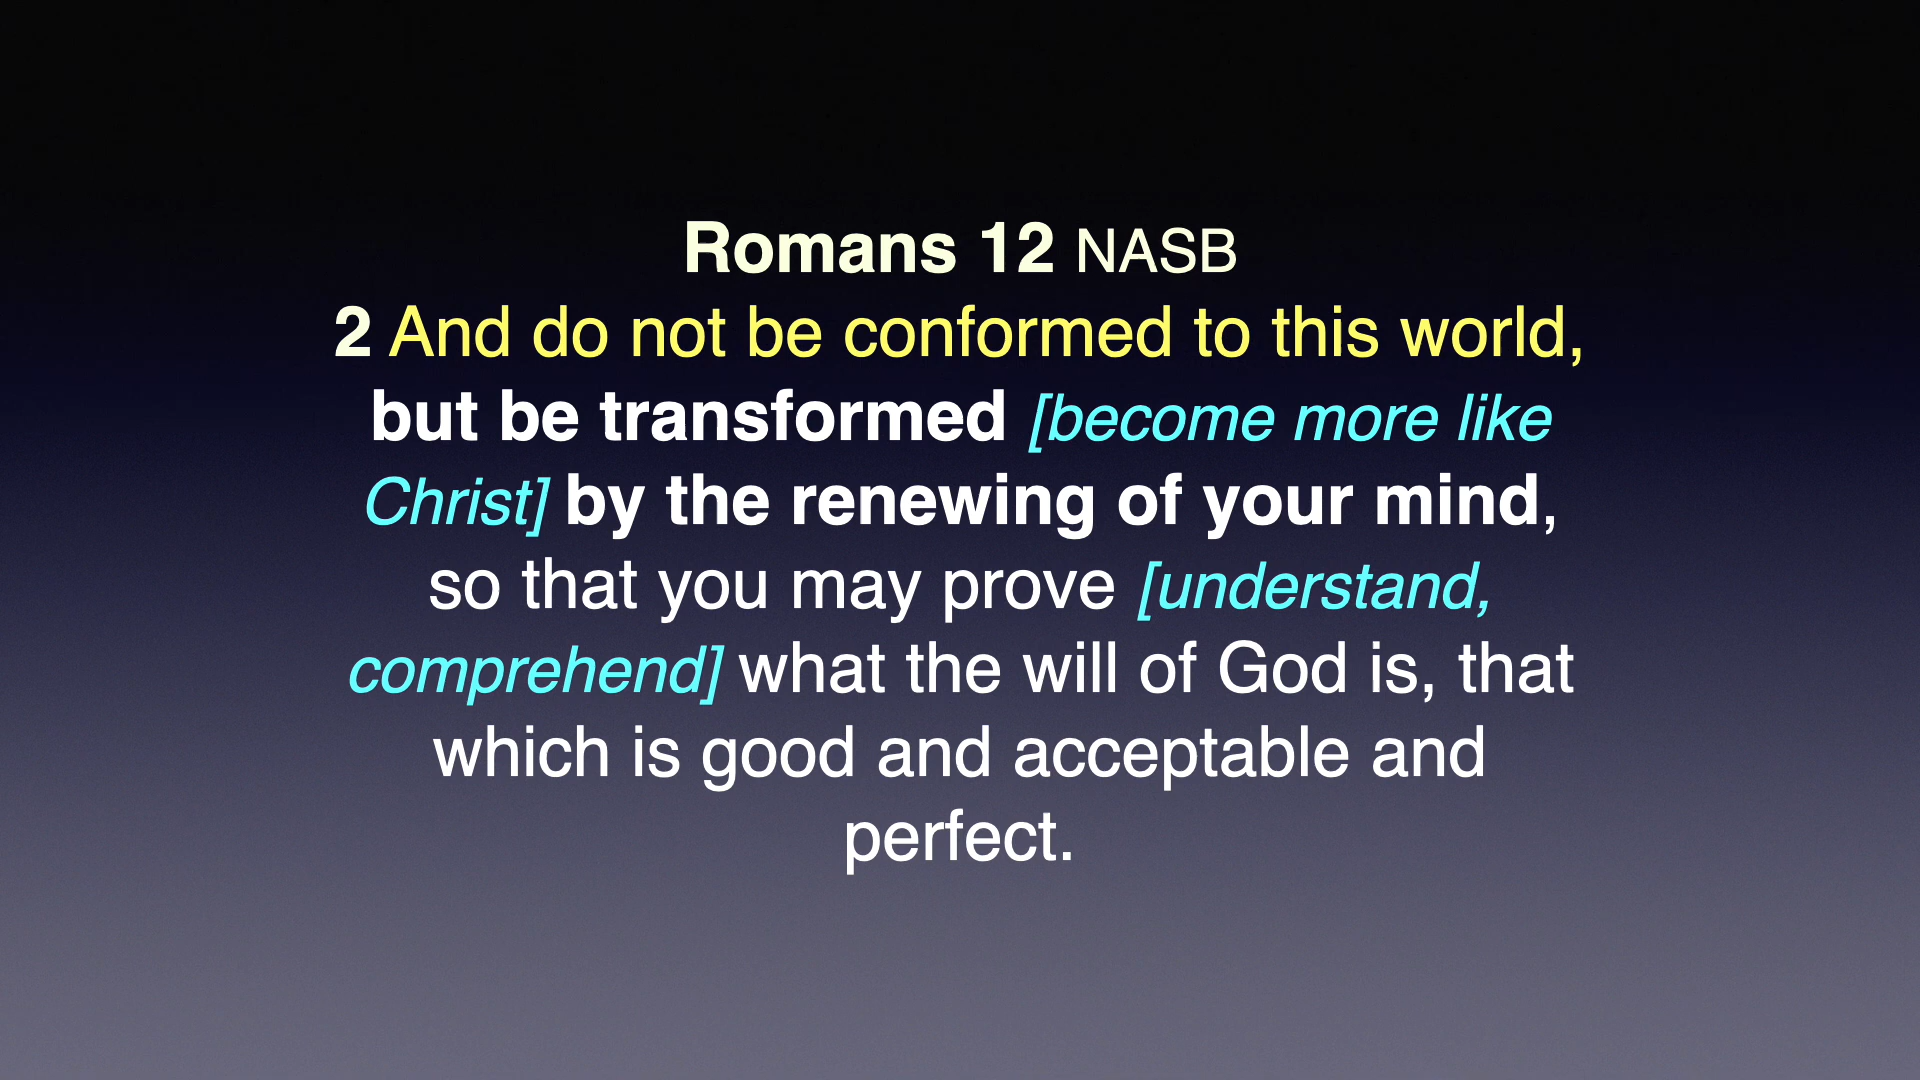 Romans 12 NASB
2 And do not be conformed to this world,
but be transformed [become more like
Christ] by the renewing of your mind,
so that you may prove [understand,
comprehend] what the will of God is, that
which is good and acceptable and
perfect.